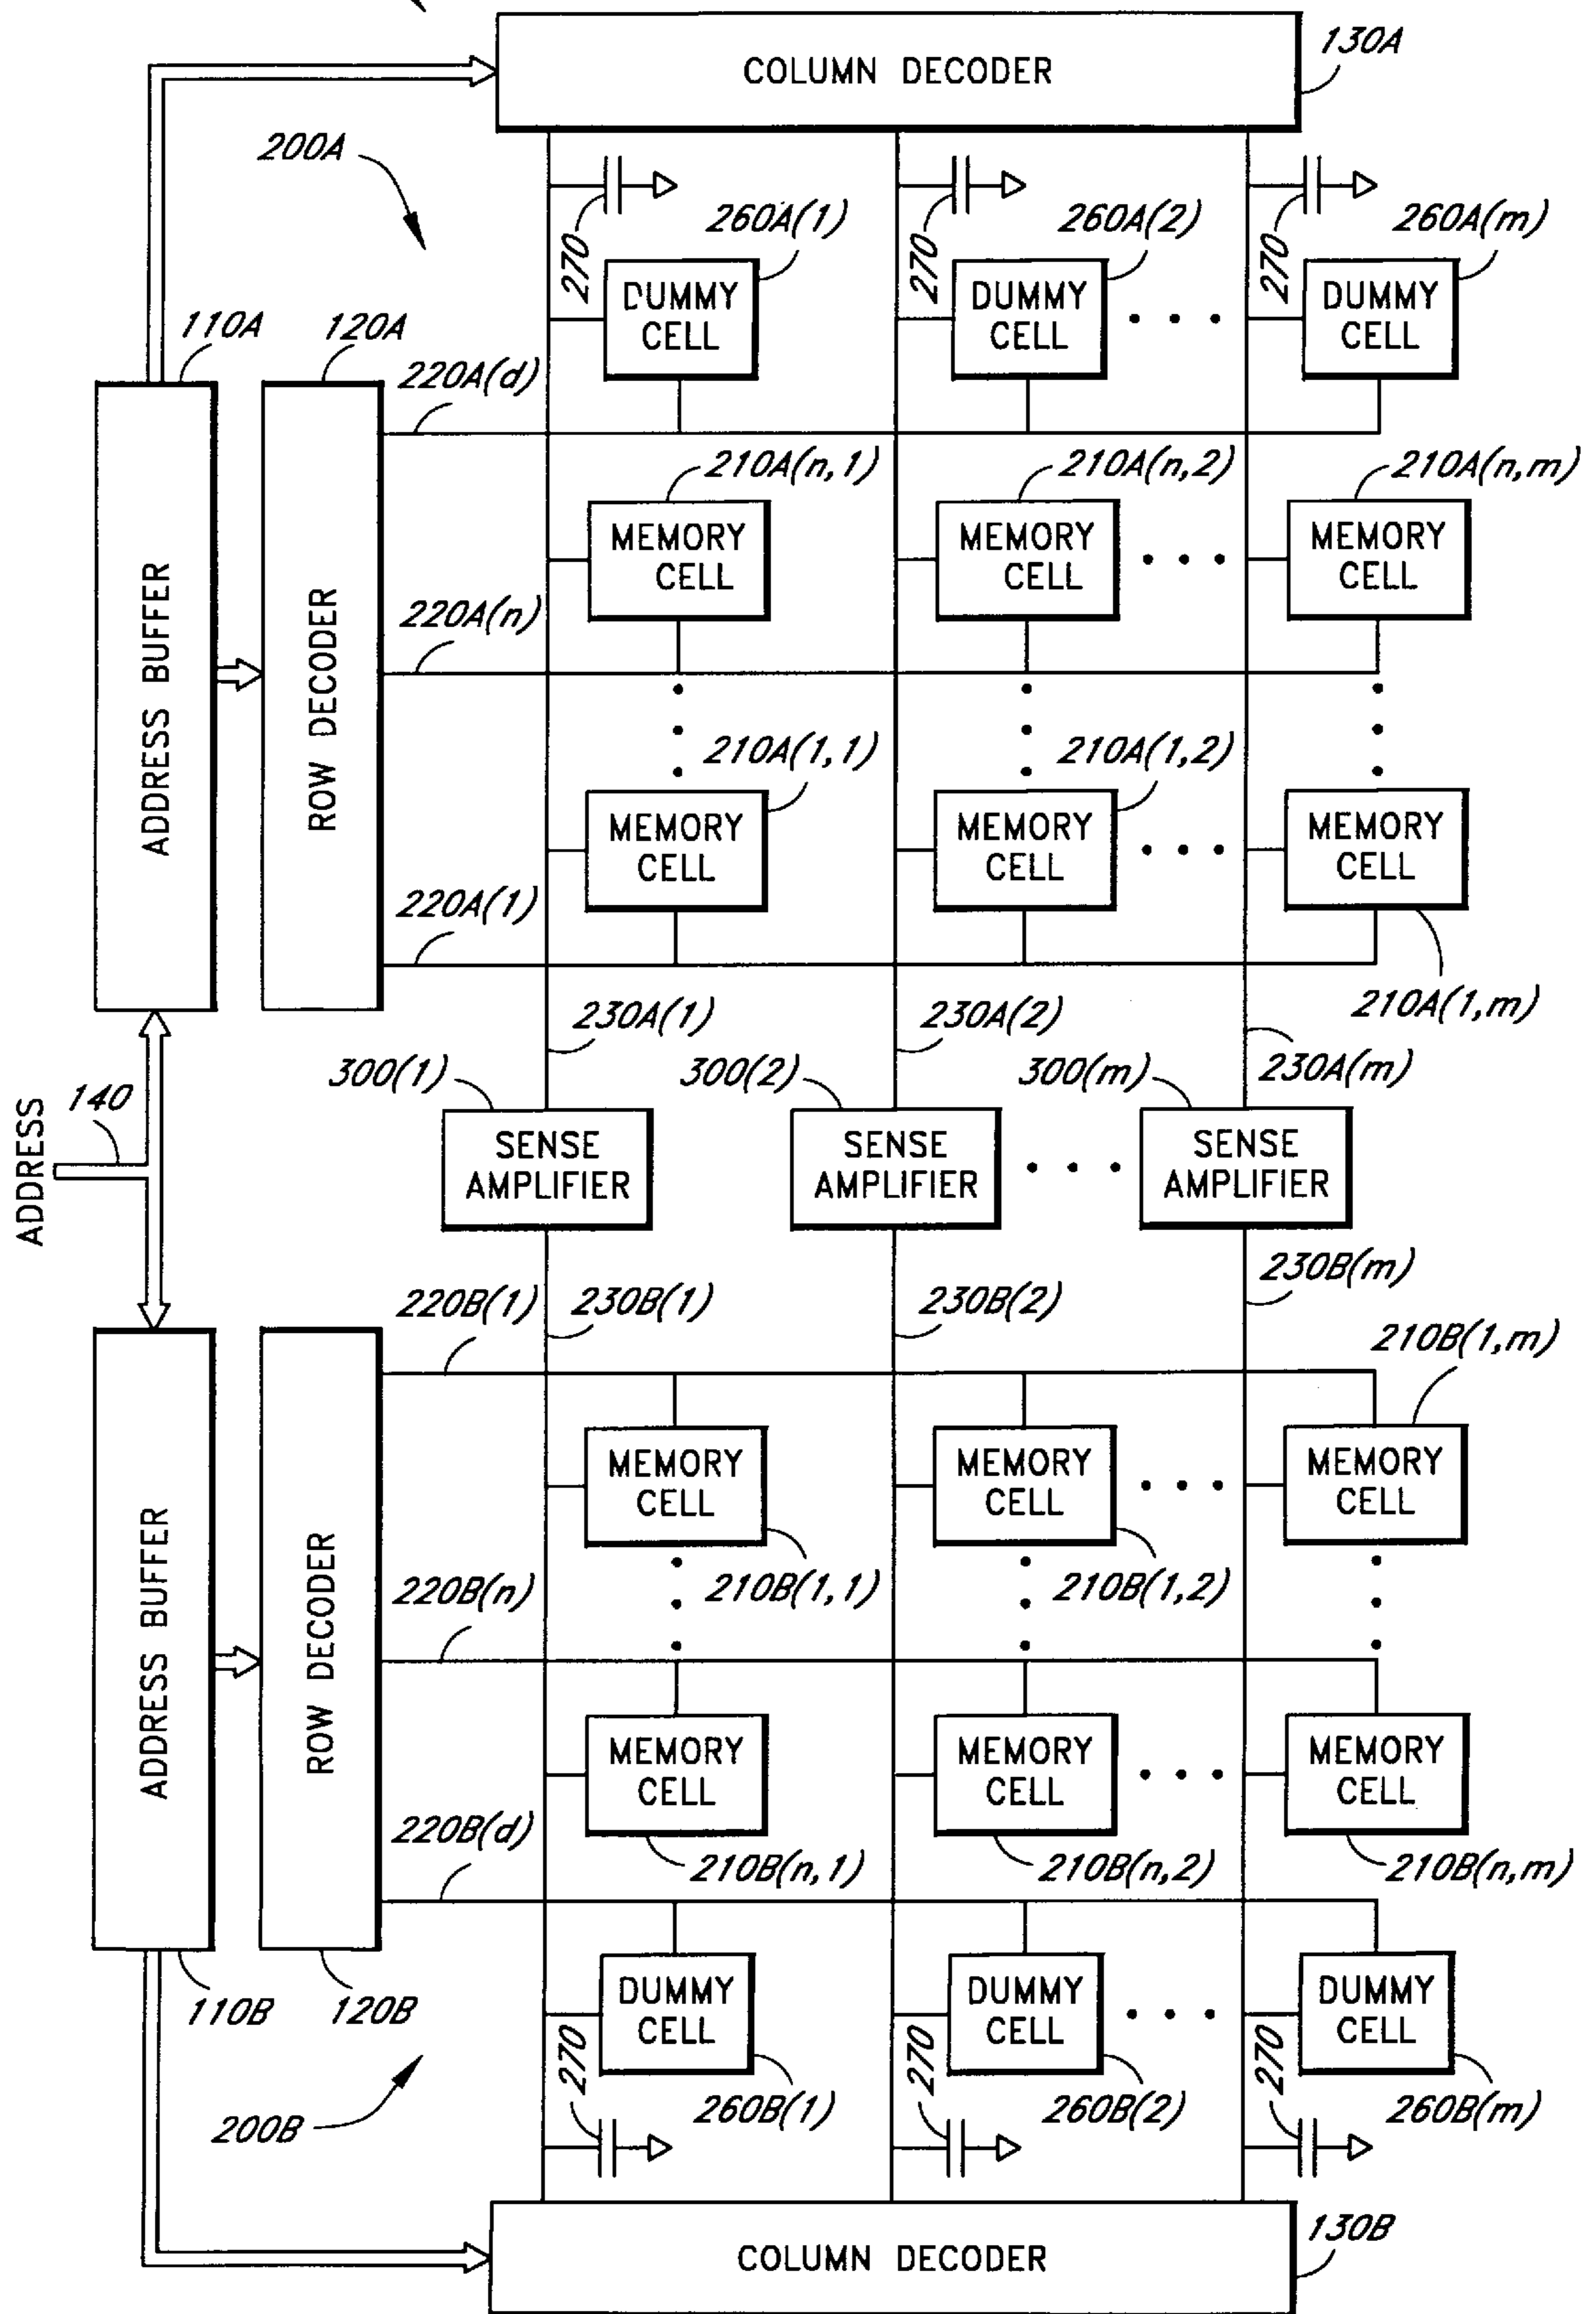 COLUMN DECODER
130A
200A
270
270
270
260A(1)
260A(2)
260A(m)
DUMMY
CELL
DUMMY
CELL
DUMMY
CELL
110A
120A
220A(d)
210A(n,1)
210A(n,2)
210A(n,m)
MEMORY
CELL
MEMORY
CELL
MEMORY
CELL
ADDRESS BUFFER
ROW DECODER
220A(n)
210A(1,1)
210A(1,2)
MEMORY
CELL
MEMORY
CELL
MEMORY
CELL
220A(1)
210A(1,m)
230A(1)
230A(2)
230A(m)
300(1)
300(2)
300(m)
ADDRESS
140
SENSE
AMPLIFIER
SENSE
AMPLIFIER
SENSE
AMPLIFIER
220B(1)
230B(1)
230B(2)
230B(m)
210B(1,m)
MEMORY
CELL
MEMORY
CELL
MEMORY
CELL
ADDRESS BUFFER
ROW DECODER
220B(n)
210B(1,1)
210B(1,2)
MEMORY
CELL
MEMORY
CELL
MEMORY
CELL
220B(d)
210B(n,1)
210B(n,2)
210B(n,m)
110B
120B
DUMMY
CELL
DUMMY
CELL
DUMMY
CELL
270
270
270
260B(1)
260B(2)
260B(m)
200B
130B
COLUMN DECODER